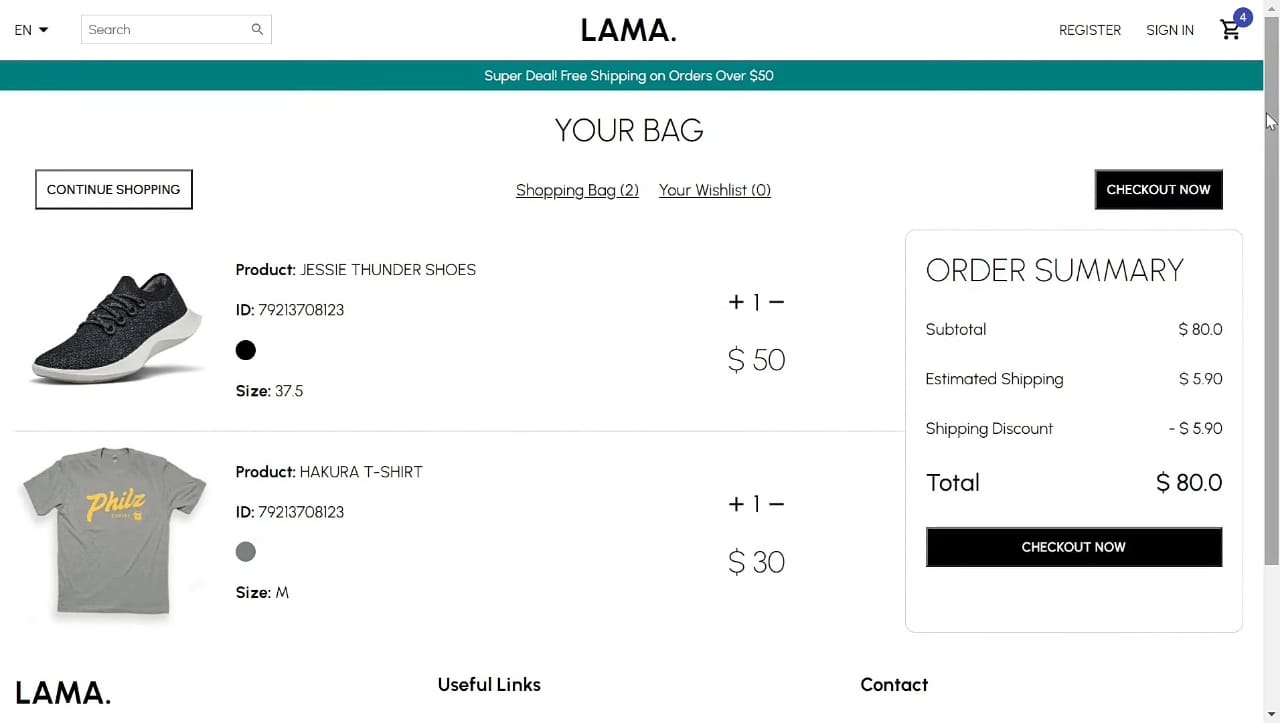 EN
Search
LAMA.
REGISTER
SIGN IN
4
Super Deal! Free Shipping on Orders Over $50
YOUR BAG
CONTINUE SHOPPING
Shopping Bag (2)
Your Wishlist (0)
CHECKOUT NOW
Product: JESSIE THUNDER SHOES
ID: 79213708123
Size: 37.5
+ 1 −
$ 50
Product: HAKURA T-SHIRT
ID: 79213708123
Size: M
+ 1 −
$ 30
Philz
ORDER SUMMARY
Subtotal $ 80.0
Estimated Shipping $ 5.90
Shipping Discount - $ 5.90
Total $ 80.0
CHECKOUT NOW
LAMA.
Useful Links
Contact